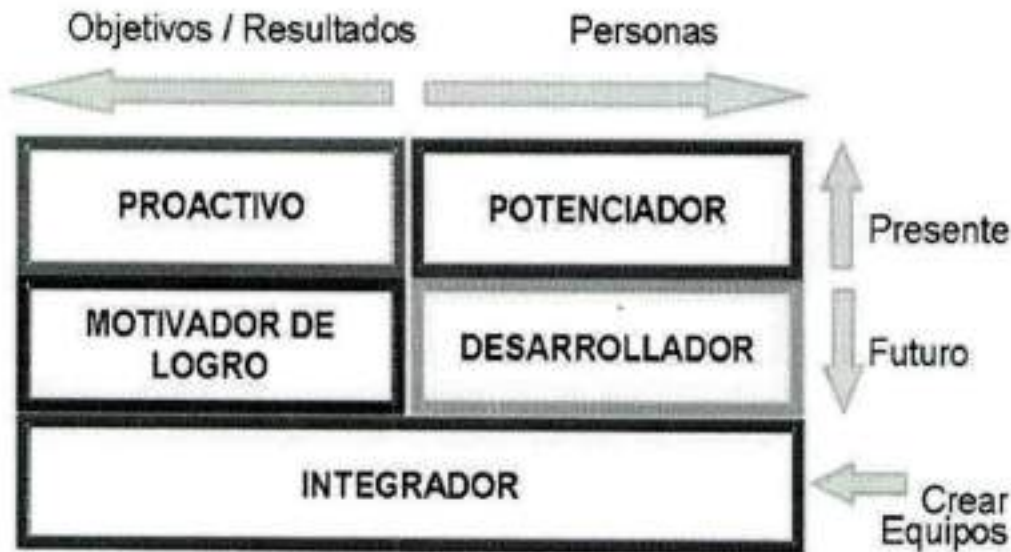 Objetivos / Resultados
Personas
PROACTIVO
POTENCIADOR
Presente
MOTIVADOR DE
LOGRO
DESARROLLADOR
Futuro
INTEGRADOR
Crear
Equipos